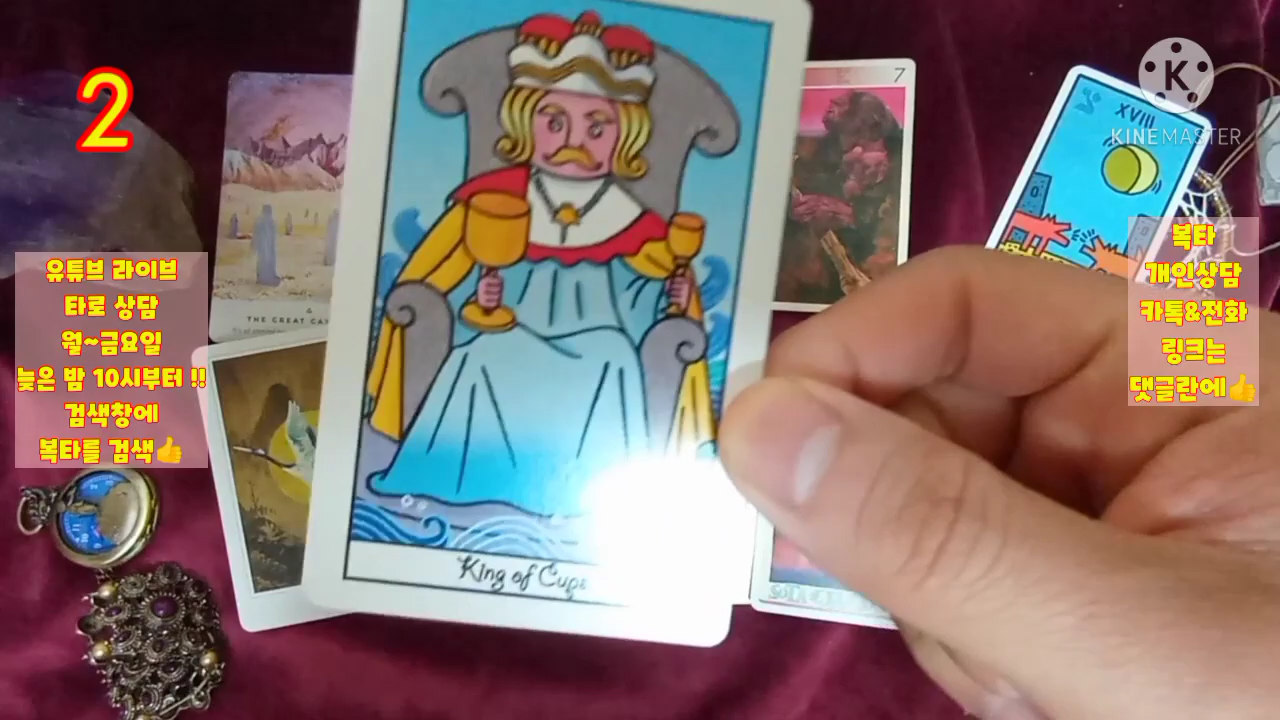 2
유튜브 라이브
타로 상담
월~금요일
늦은 밤 10시부터 !!
검색창에
복타를 검색👍
THE GREAT
King of Cups
7
XVIII
K
KINEMASTER
복타
개인상담
카톡&전화
링크는
댓글란에👍